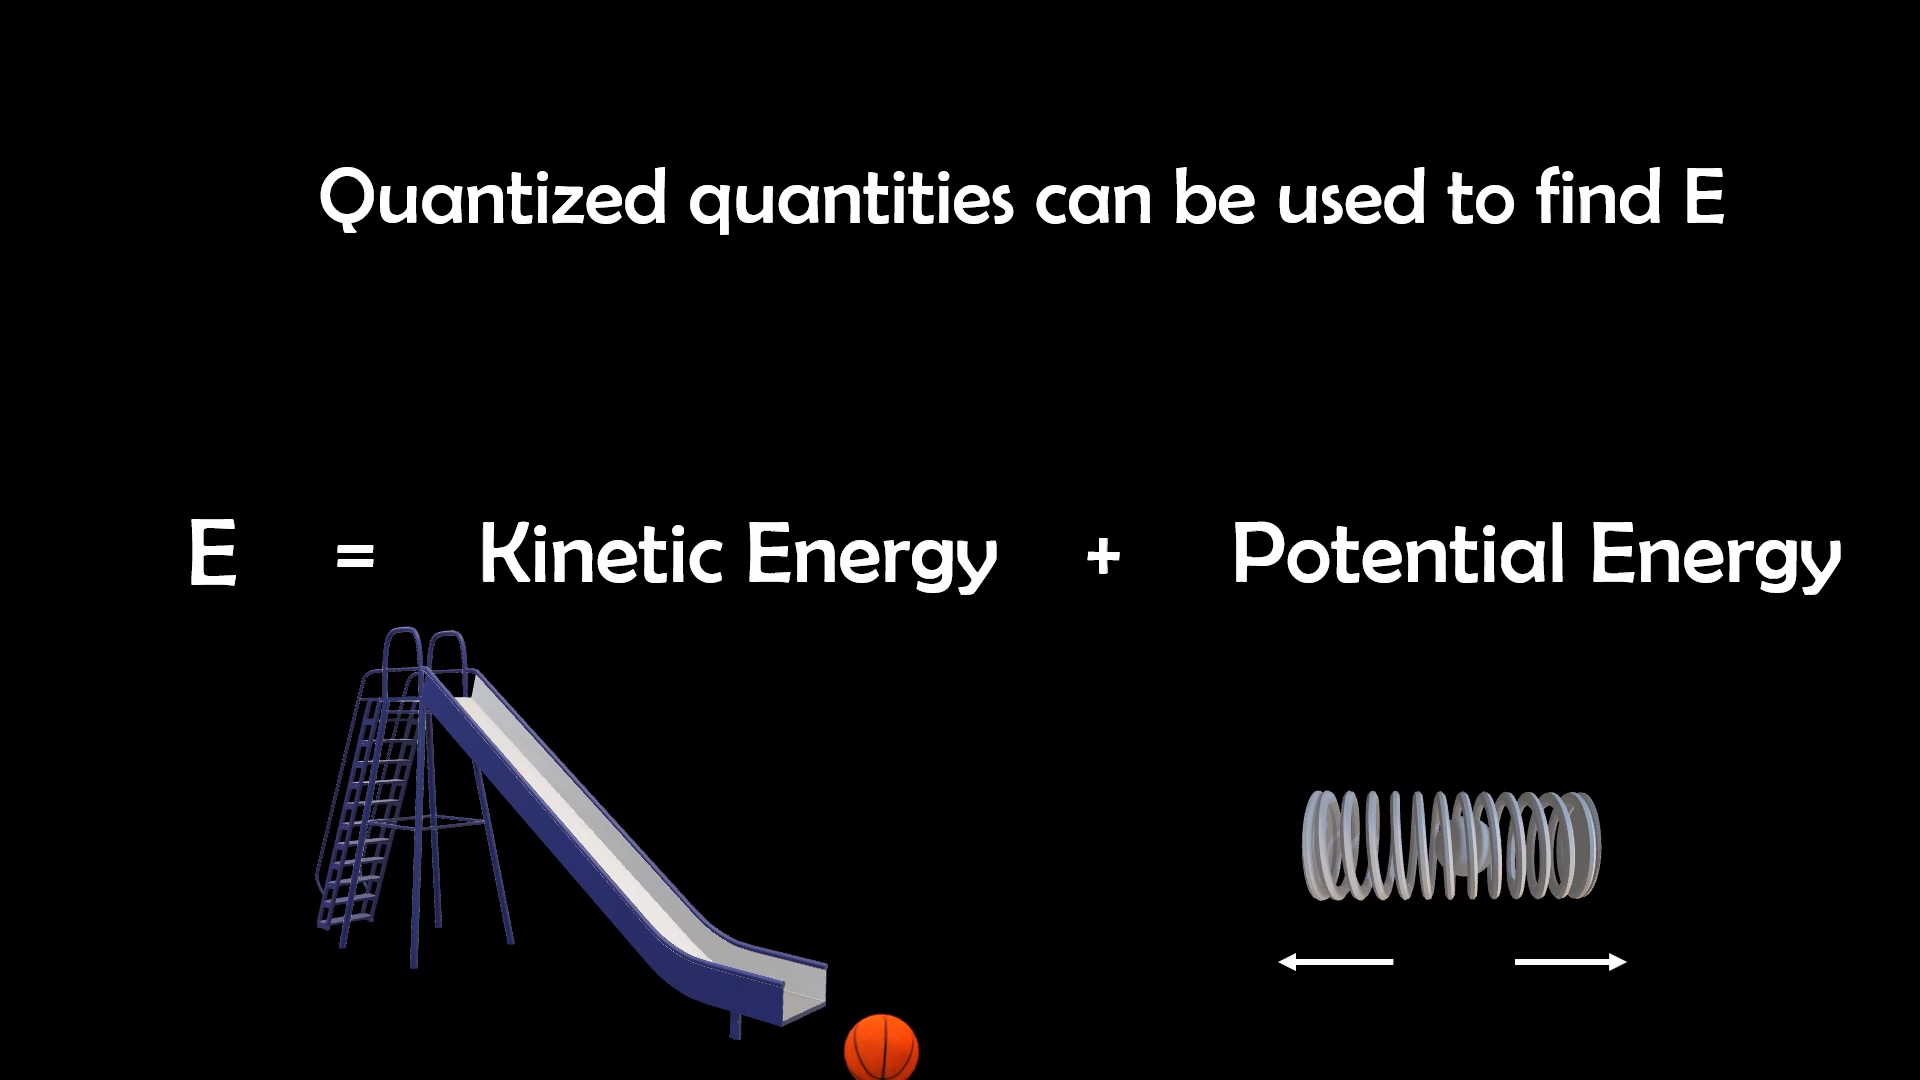 Quantized quantities can be used to find E
E = Kinetic Energy + Potential Energy